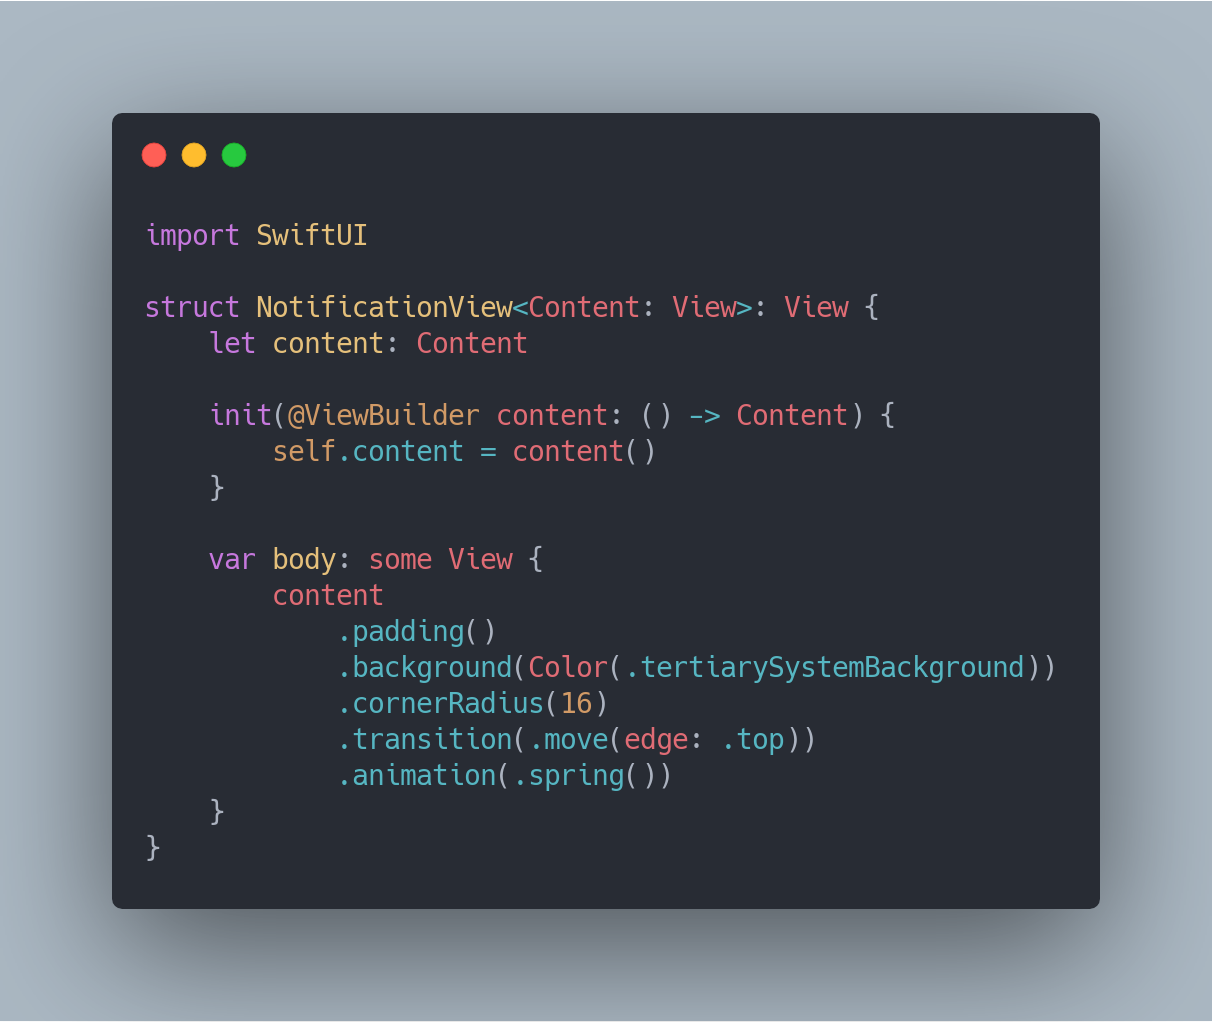 import SwiftUI

struct NotificationView<Content: View>: View {
    let content: Content

    init(@ViewBuilder content: () -> Content) {
        self.content = content()
    }

    var body: some View {
        content
            .padding()
            .background(Color(.tertiarySystemBackground))
            .cornerRadius(16)
            .transition(.move(edge: .top))
            .animation(.spring())
    }
}